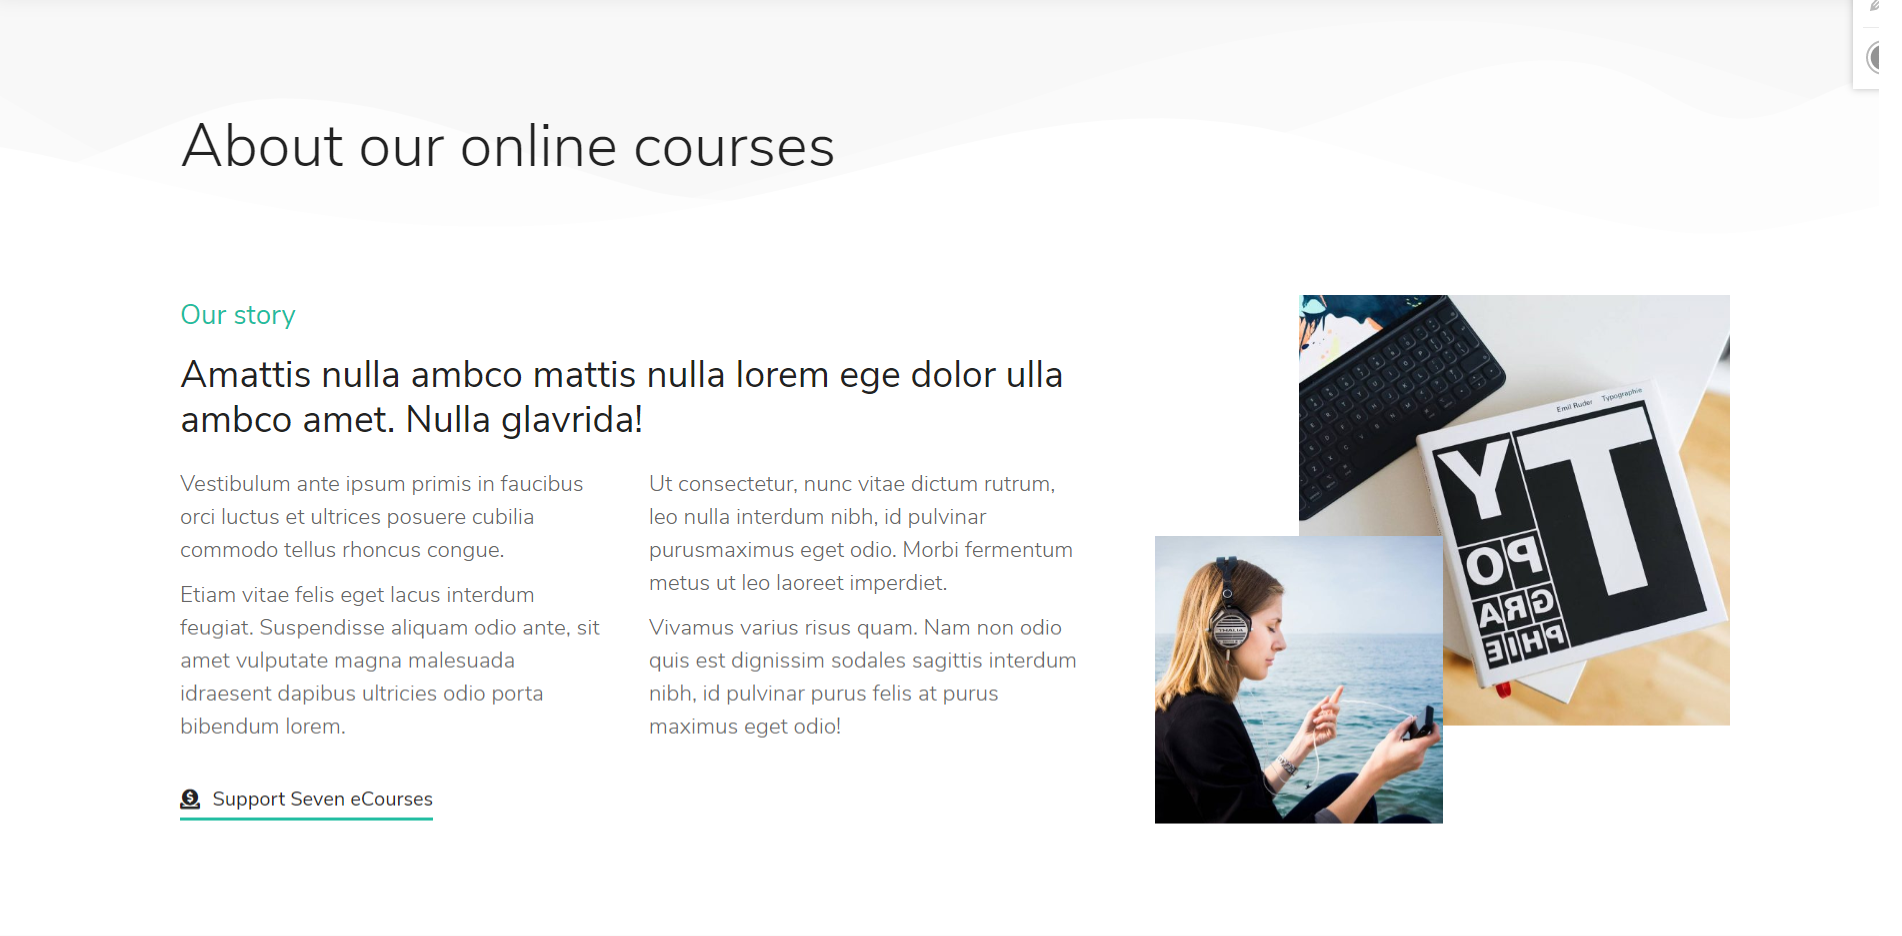 About our online courses
Our story
Amattis nulla ambco mattis nulla lorem ege dolor ulla
ambco amet. Nulla glavrida!
Vestibulum ante ipsum primis in faucibus
orci luctus et ultrices posuere cubilia
commodo tellus rhoncus congue.
Etiam vitae felis eget lacus interdum
feugiat. Suspendisse aliquam odio ante, sit
amet vulputate magna malesuada
idraesent dapibus ultricies odio porta
bibendum lorem.
Ut consectetur, nunc vitae dictum rutrum,
leo nulla interdum nibh, id pulvinar
purusmaximus eget odio. Morbi fermentum
metus ut leo laoreet imperdiet.
Vivamus varius risus quam. Nam non odio
quis est dignissim sodales sagittis interdum
nibh, id pulvinar purus felis at purus
maximus eget odio!
Support Seven eCourses
Emil Ruder Typographie
T
Y
PO
GRA
PHIE